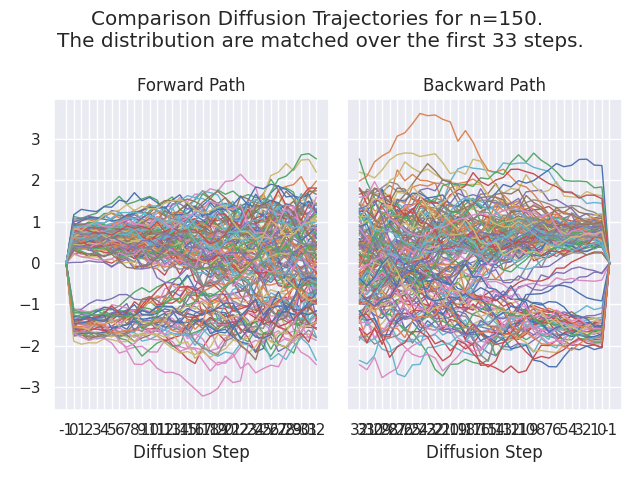 Comparison Diffusion Trajectories for n=150.
The distribution are matched over the first 33 steps.
Forward Path
Backward Path
3
2
1
0
−1
−2
−3
Diffusion Step
Diffusion Step